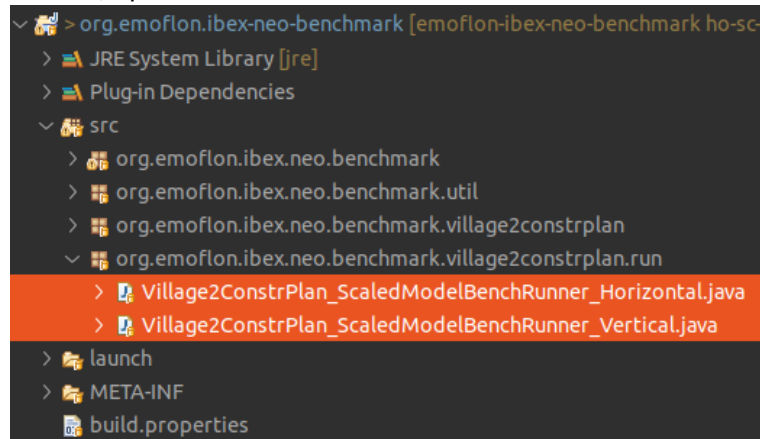 > org.emoflon.ibex-neo-benchmark [emoflon-ibex-neo-benchmark ho-sc-
JRE System Library [jre]
Plug-in Dependencies
src
org.emoflon.ibex.neo.benchmark
org.emoflon.ibex.neo.benchmark.util
org.emoflon.ibex.neo.benchmark.village2constrplan
org.emoflon.ibex.neo.benchmark.village2constrplan.run
Village2ConstrPlan_ScaledModelBenchRunner_Horizontal.java
Village2ConstrPlan_ScaledModelBenchRunner_Vertical.java
launch
META-INF
build.properties